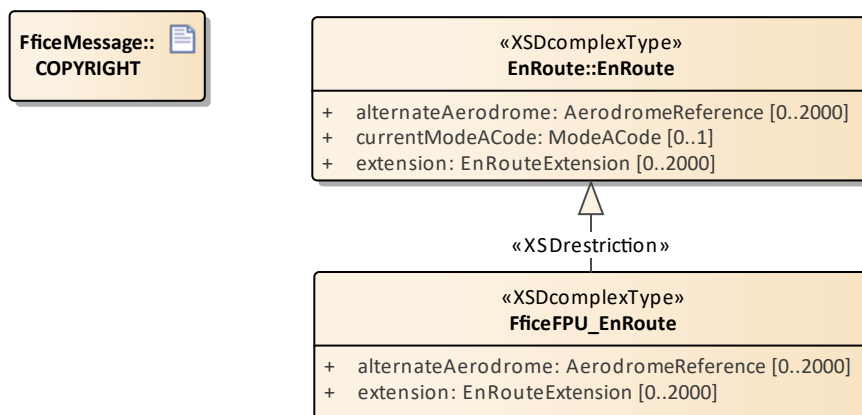 FficeMessage::
COPYRIGHT
«XSDcomplexType»
EnRoute::EnRoute
+ alternateAerodrome: AerodromeReference [0..2000]
+ currentModeACode: ModeACode [0..1]
+ extension: EnRouteExtension [0..2000]
«XSDrestriction»
«XSDcomplexType»
FficeFPU_EnRoute
+ alternateAerodrome: AerodromeReference [0..2000]
+ extension: EnRouteExtension [0..2000]